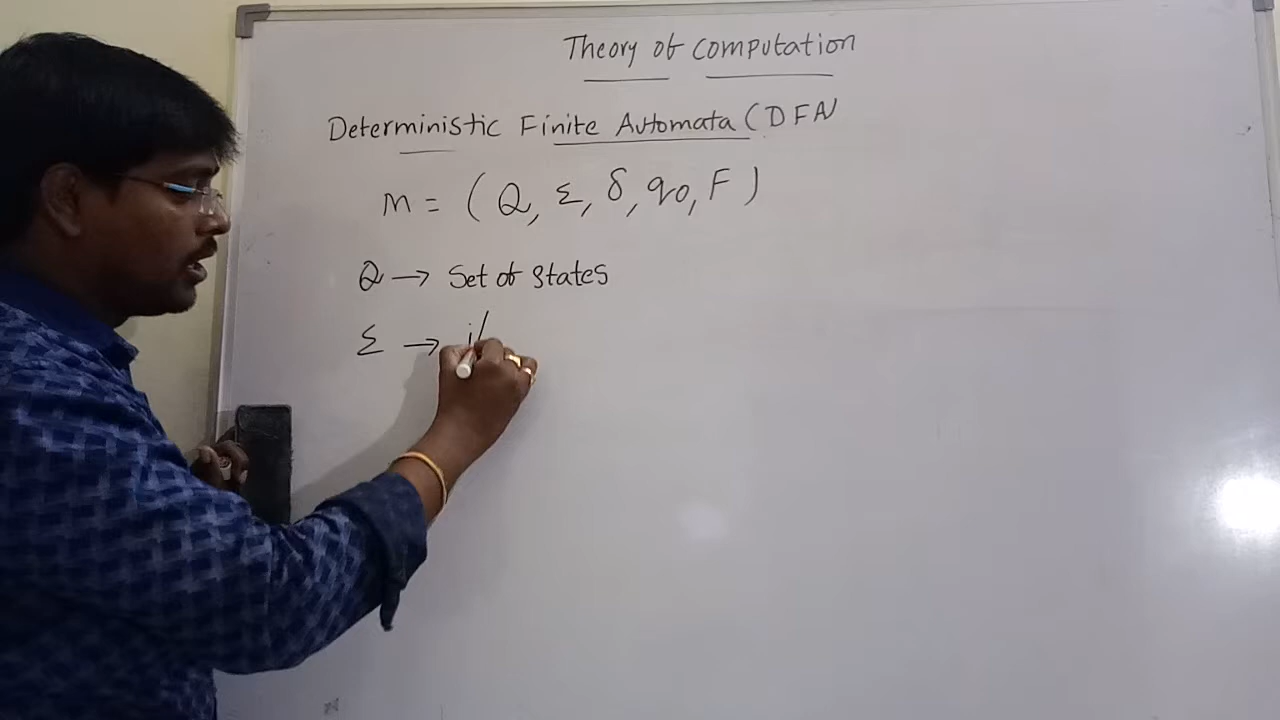 Theory of computation
Deterministic Finite Automata (DFA)
M = (Q, Σ, δ, q0, F)
Q → Set of states
Σ → i/